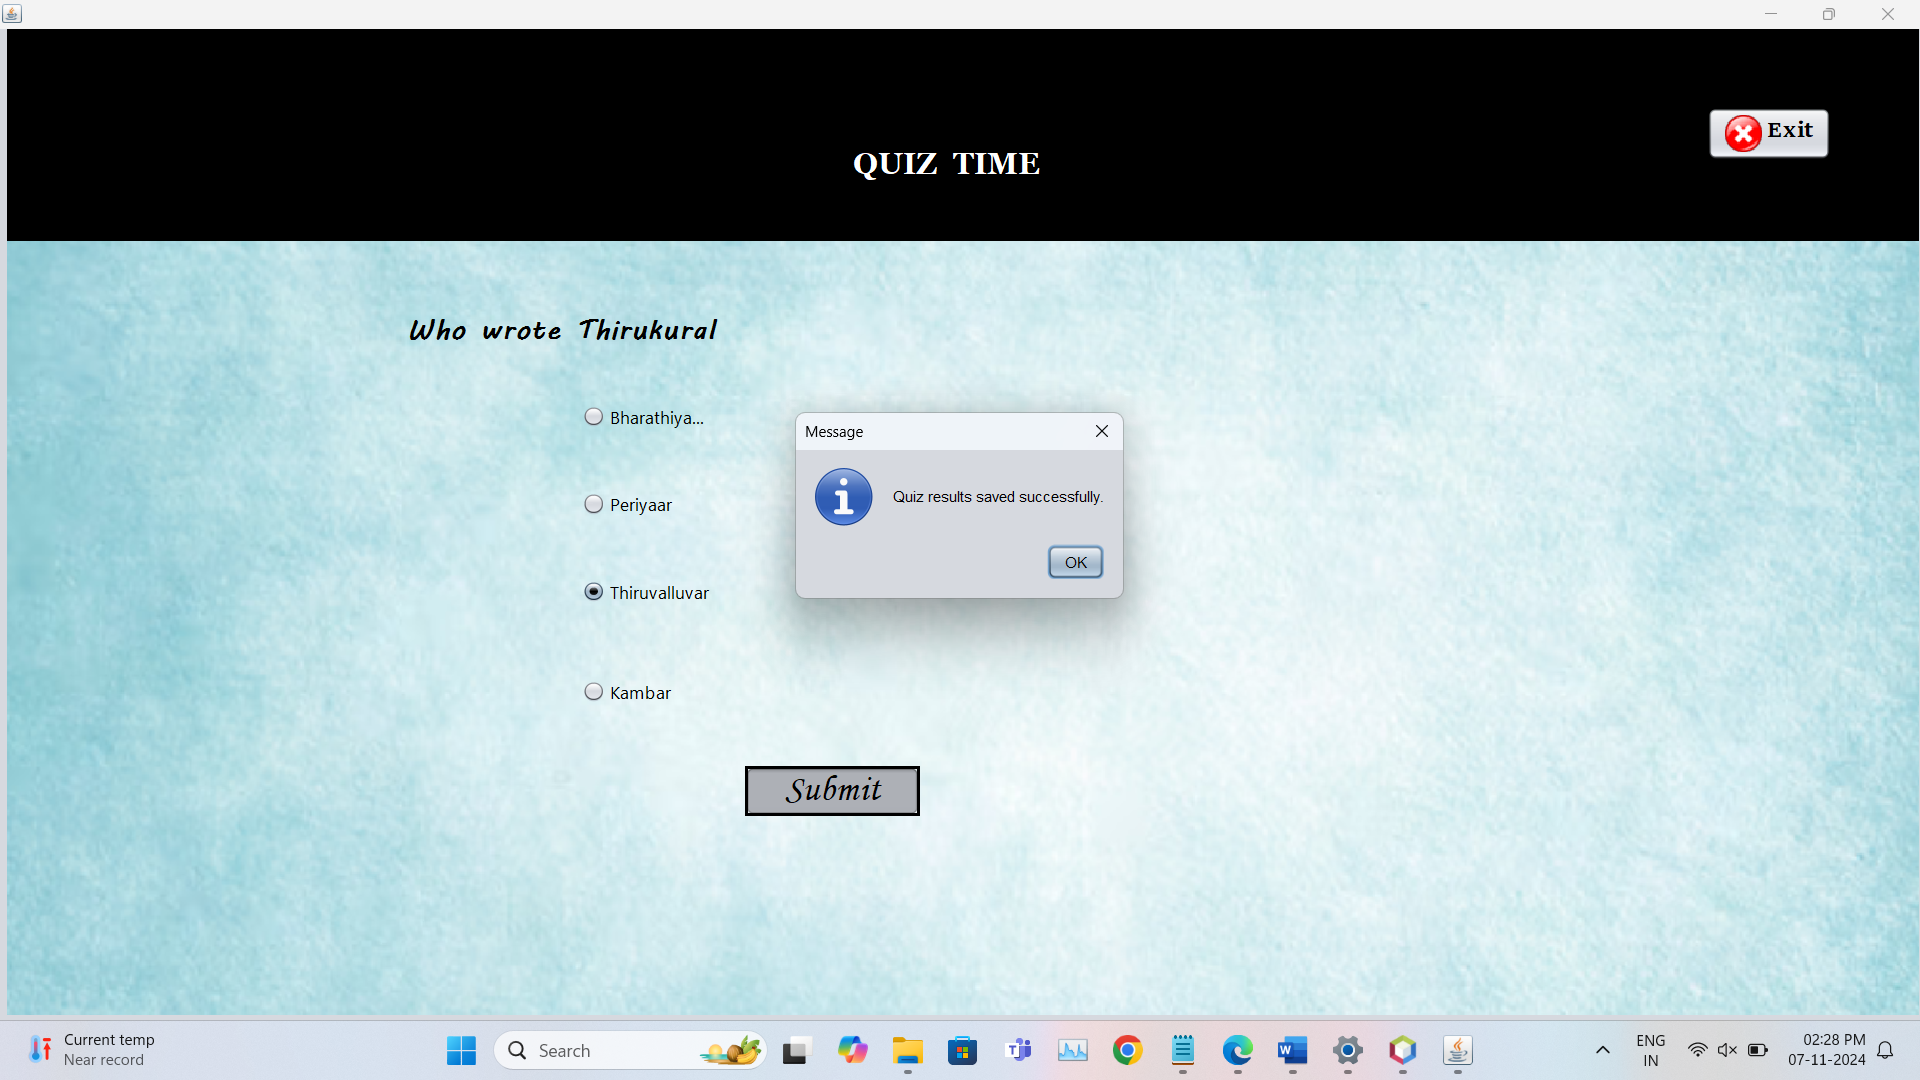 Exit
QUIZ TIME
Who wrote Thirukural
Bharathiya...
Message
Quiz results saved successfully.
Periyaar
OK
Thiruvalluvar
Kambar
Submit
Current temp
Near record
Search
ENG
IN
02:28 PM
07-11-2024